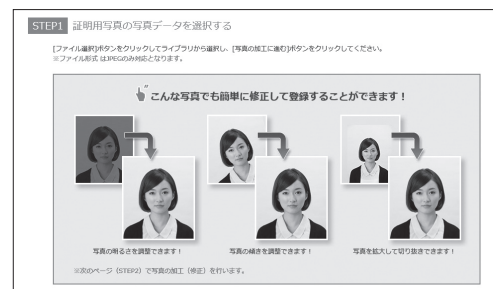 STEP1 証明用写真の写真データを選択する
[ファイル選択]ボタンをクリックしてライブラリから選択し、[写真の加工に進む]ボタンをクリックしてください。
※ファイル形式 はJPEGのみ対応となります。
こんな写真でも簡単に修正して登録することができます！
写真の明るさを調整できます！
写真の傾きを調整できます！
写真を拡大して切り抜きできます！
※次のページ（STEP2）で写真の加工（修正）を行います。